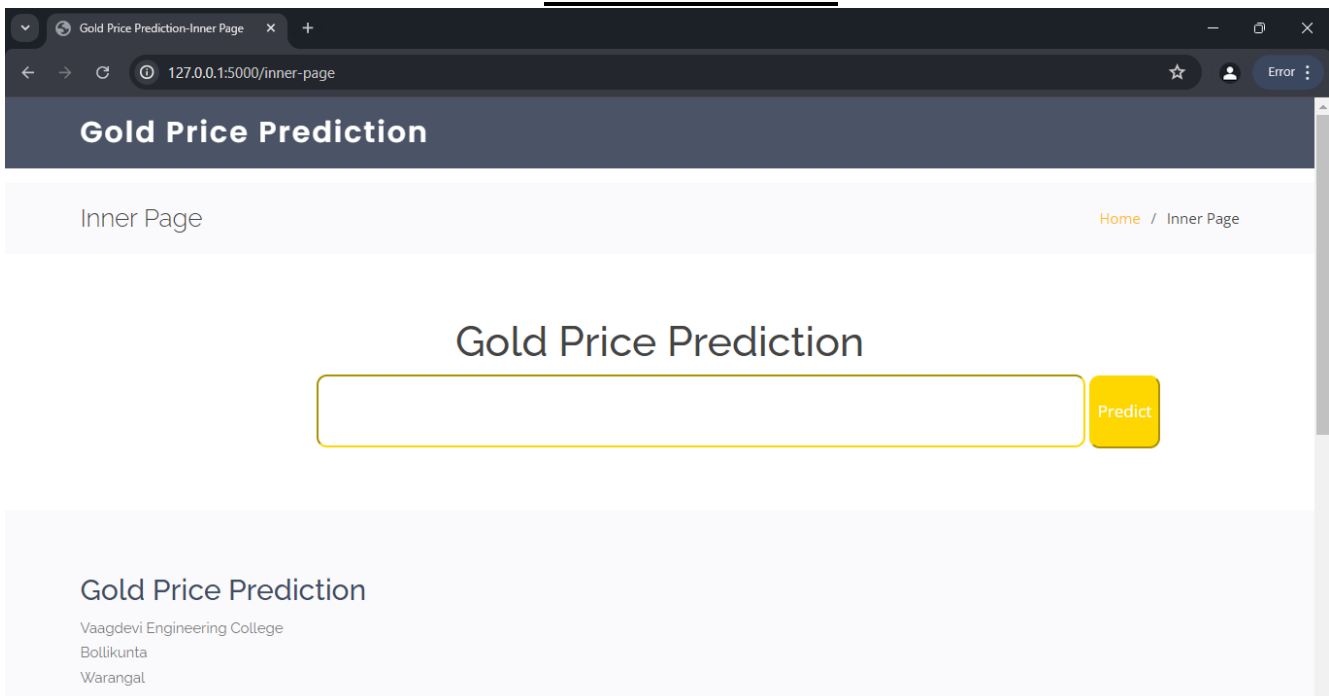 Gold Price Prediction-Inner Page
127.0.0.1:5000/inner-page
Error
Gold Price Prediction
Inner Page
Home / Inner Page
Gold Price Prediction
Predict
Gold Price Prediction
Vaagdevi Engineering College
Bollikunta
Warangal